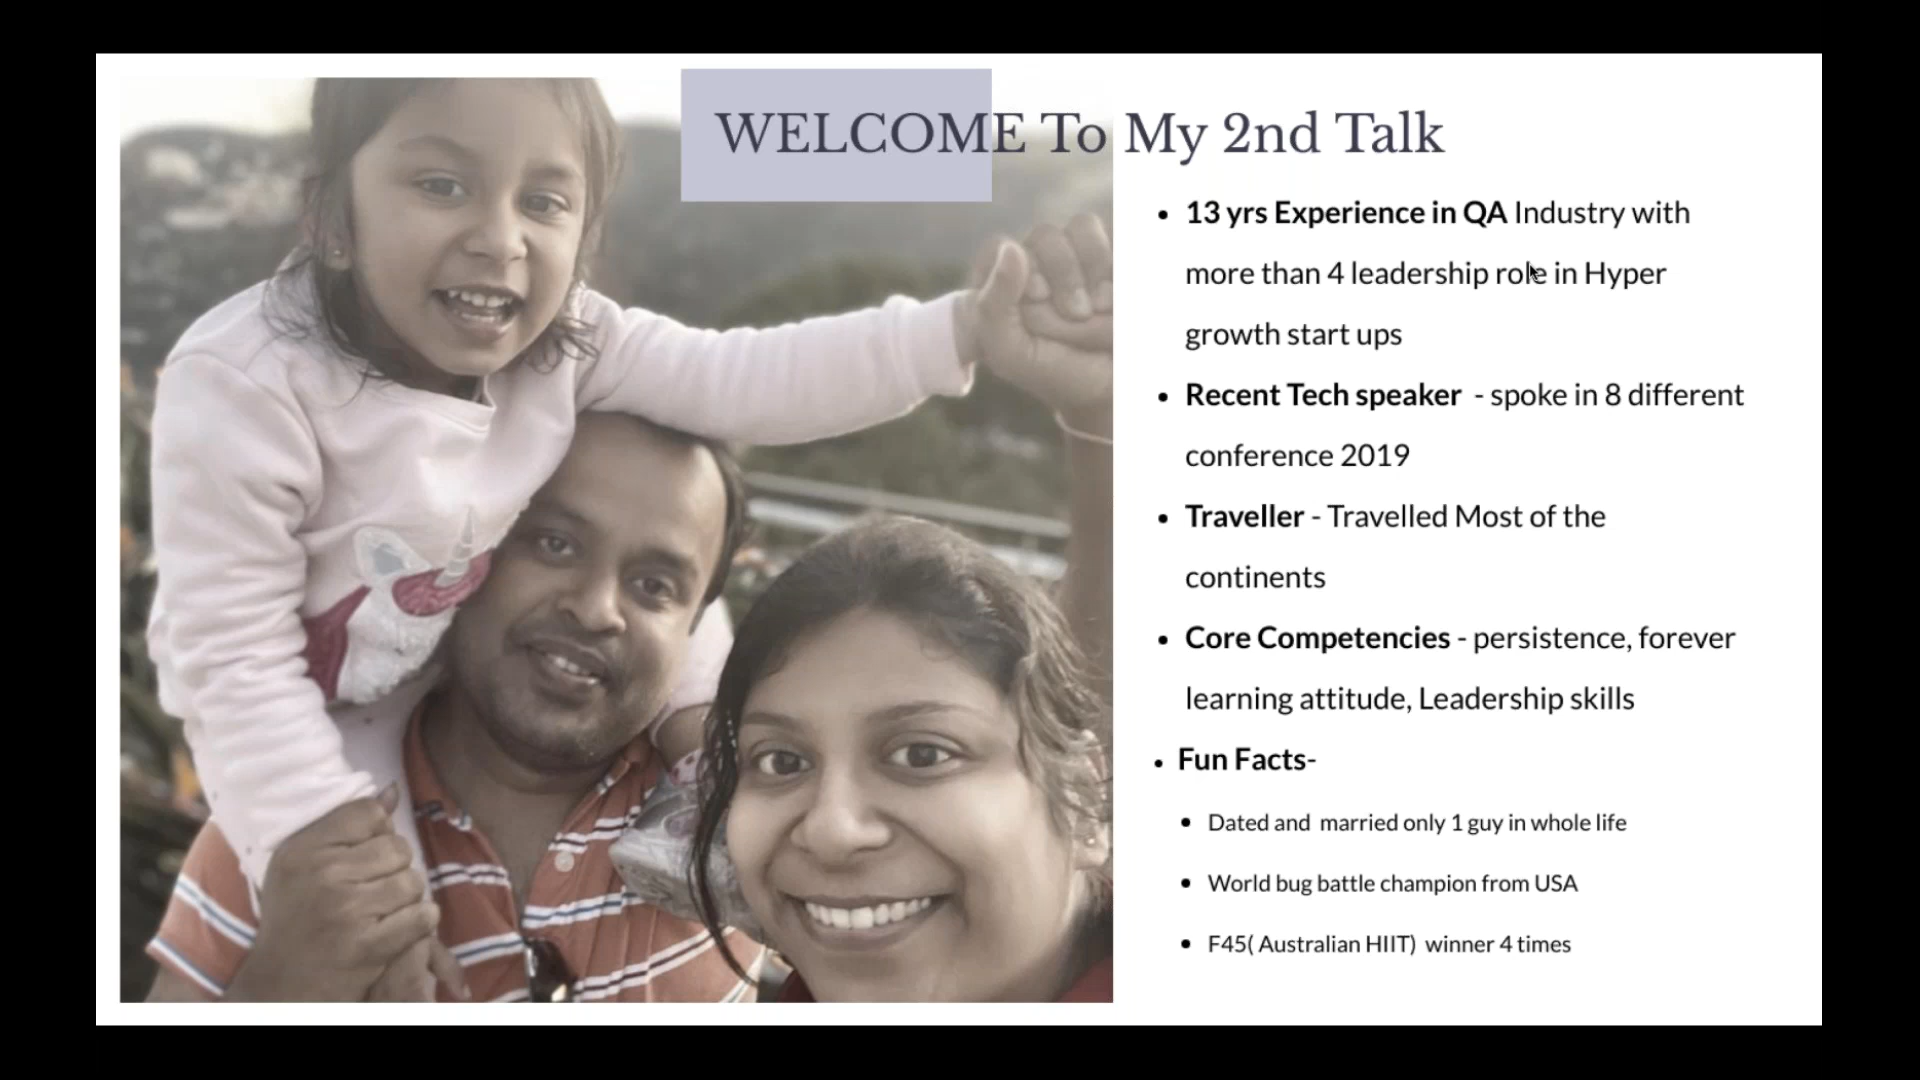 WELCOME To My 2nd Talk
• 13 yrs Experience in QA Industry with
more than 4 leadership role in Hyper
growth start ups
• Recent Tech speaker - spoke in 8 different
conference 2019
• Traveller - Travelled Most of the
continents
• Core Competencies - persistence, forever
learning attitude, Leadership skills
• Fun Facts-
• Dated and married only 1 guy in whole life
• World bug battle champion from USA
• F45( Australian HIIT) winner 4 times